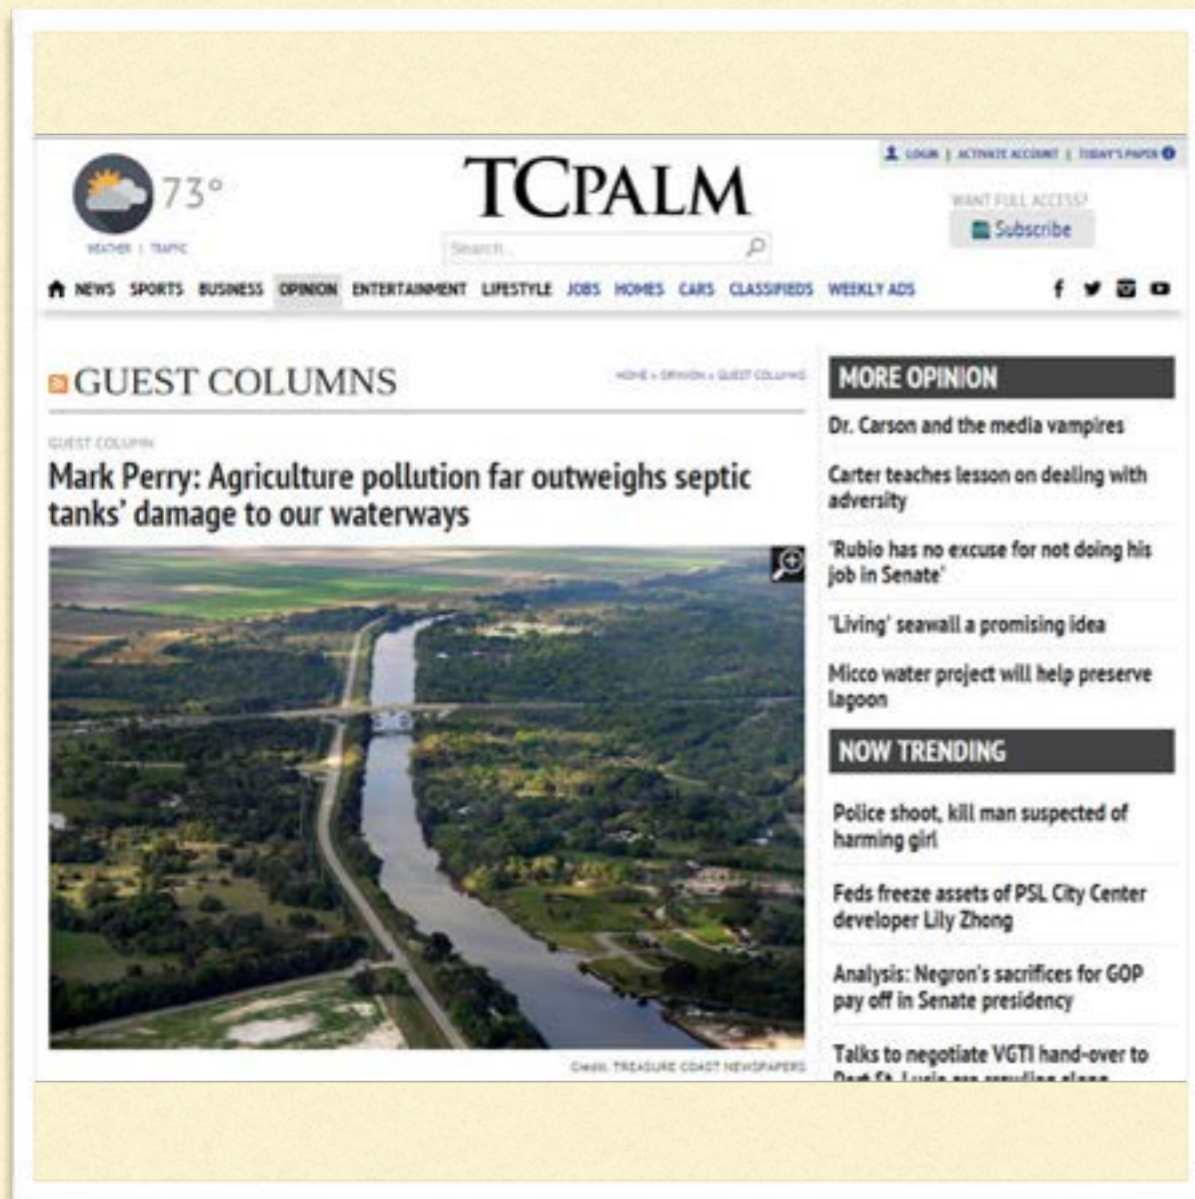 73°
WEATHER | TRAFFIC
TCPALM
Search...
LOGIN | ACTIVATE ACCOUNT | TODAY'S PAPER
WANT FULL ACCESS?
Subscribe
NEWS SPORTS BUSINESS OPINION ENTERTAINMENT LIFESTYLE JOBS HOMES CARS CLASSIFIEDS WEEKLY ADS
GUEST COLUMNS
HOME » OPINION » GUEST COLUMNS
GUEST COLUMN
Mark Perry: Agriculture pollution far outweighs septic
tanks' damage to our waterways
Credit: TREASURE COAST NEWSPAPERS
MORE OPINION
Dr. Carson and the media vampires
Carter teaches lesson on dealing with
adversity
'Rubio has no excuse for not doing his
job in Senate'
'Living' seawall a promising idea
Micco water project will help preserve
lagoon
NOW TRENDING
Police shoot, kill man suspected of
harming girl
Feds freeze assets of PSL City Center
developer Lily Zhong
Analysis: Negron's sacrifices for GOP
pay off in Senate presidency
Talks to negotiate VGTI hand-over to
Port St. Lucie are crawling along